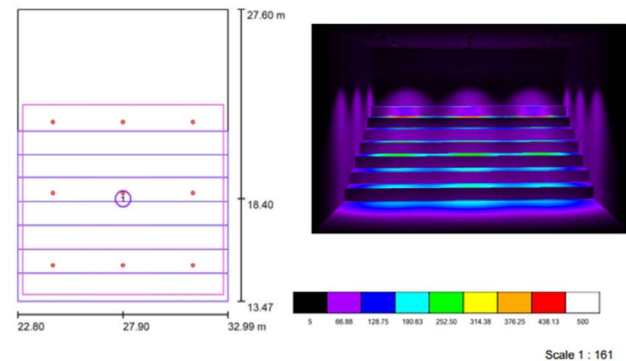 27.60 m
1
18.40
13.47
22.80 27.90 32.99 m
5 66.88 128.75 190.63 252.50 314.38 376.25 438.13 500
Scale 1 : 161